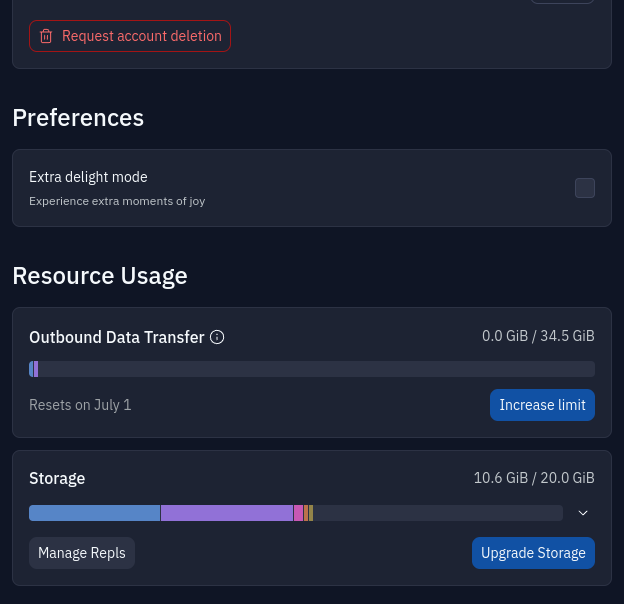 Request account deletion
Preferences
Extra delight mode
Experience extra moments of joy
Resource Usage
Outbound Data Transfer
0.0 GiB / 34.5 GiB
Resets on July 1
Increase limit
Storage
10.6 GiB / 20.0 GiB
Manage Repls
Upgrade Storage